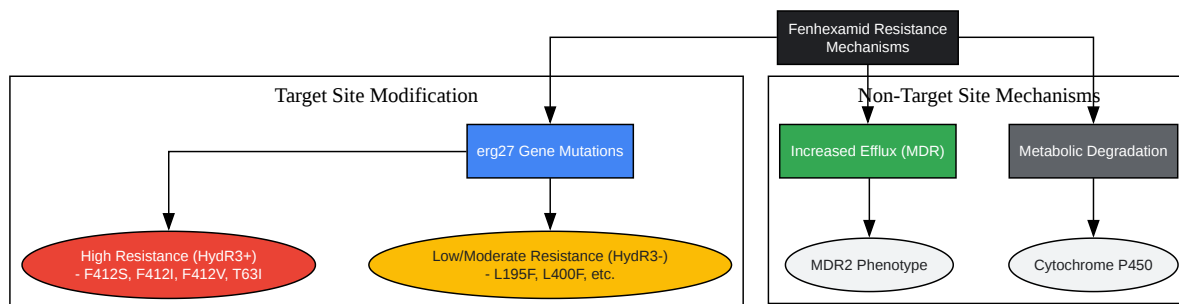 Fenhexamid Resistance
Mechanisms
Target Site Modification
Non-Target Site Mechanisms
erg27 Gene Mutations
Increased Efflux (MDR)
Metabolic Degradation
High Resistance (HydR3+)
- F412S, F412I, F412V, T63I
Low/Moderate Resistance (HydR3-)
- L195F, L400F, etc.
MDR2 Phenotype
Cytochrome P450